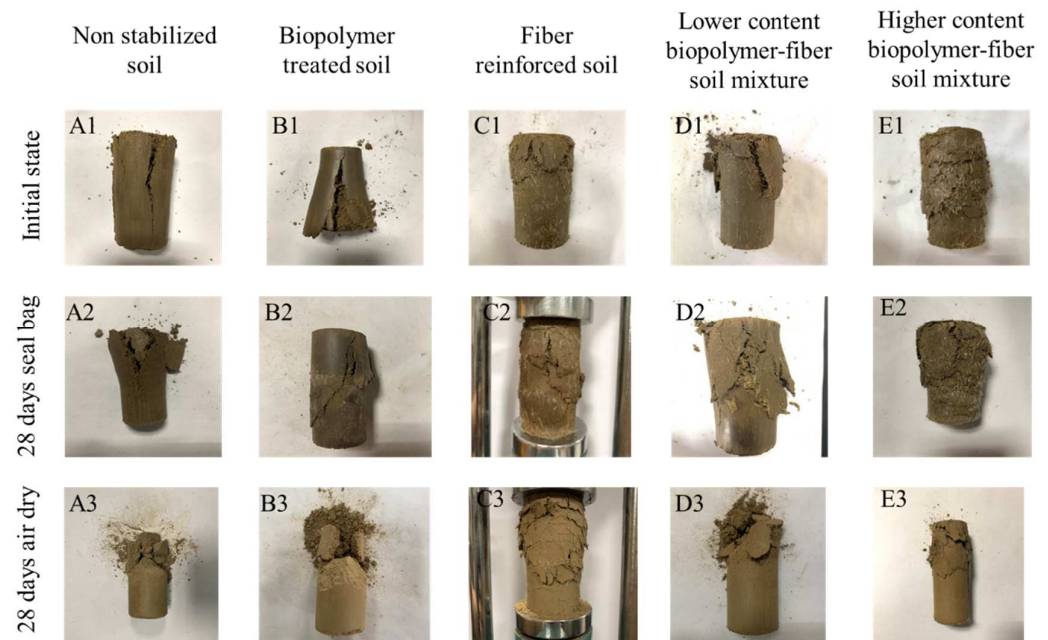 Non stabilized
soil
Biopolymer
treated soil
Fiber
reinforced soil
Lower content
biopolymer-fiber
soil mixture
Higher content
biopolymer-fiber
soil mixture
Initial state
A1
B1
C1
D1
E1
28 days seal bag
A2
B2
C2
D2
E2
28 days air dry
A3
B3
C3
D3
E3